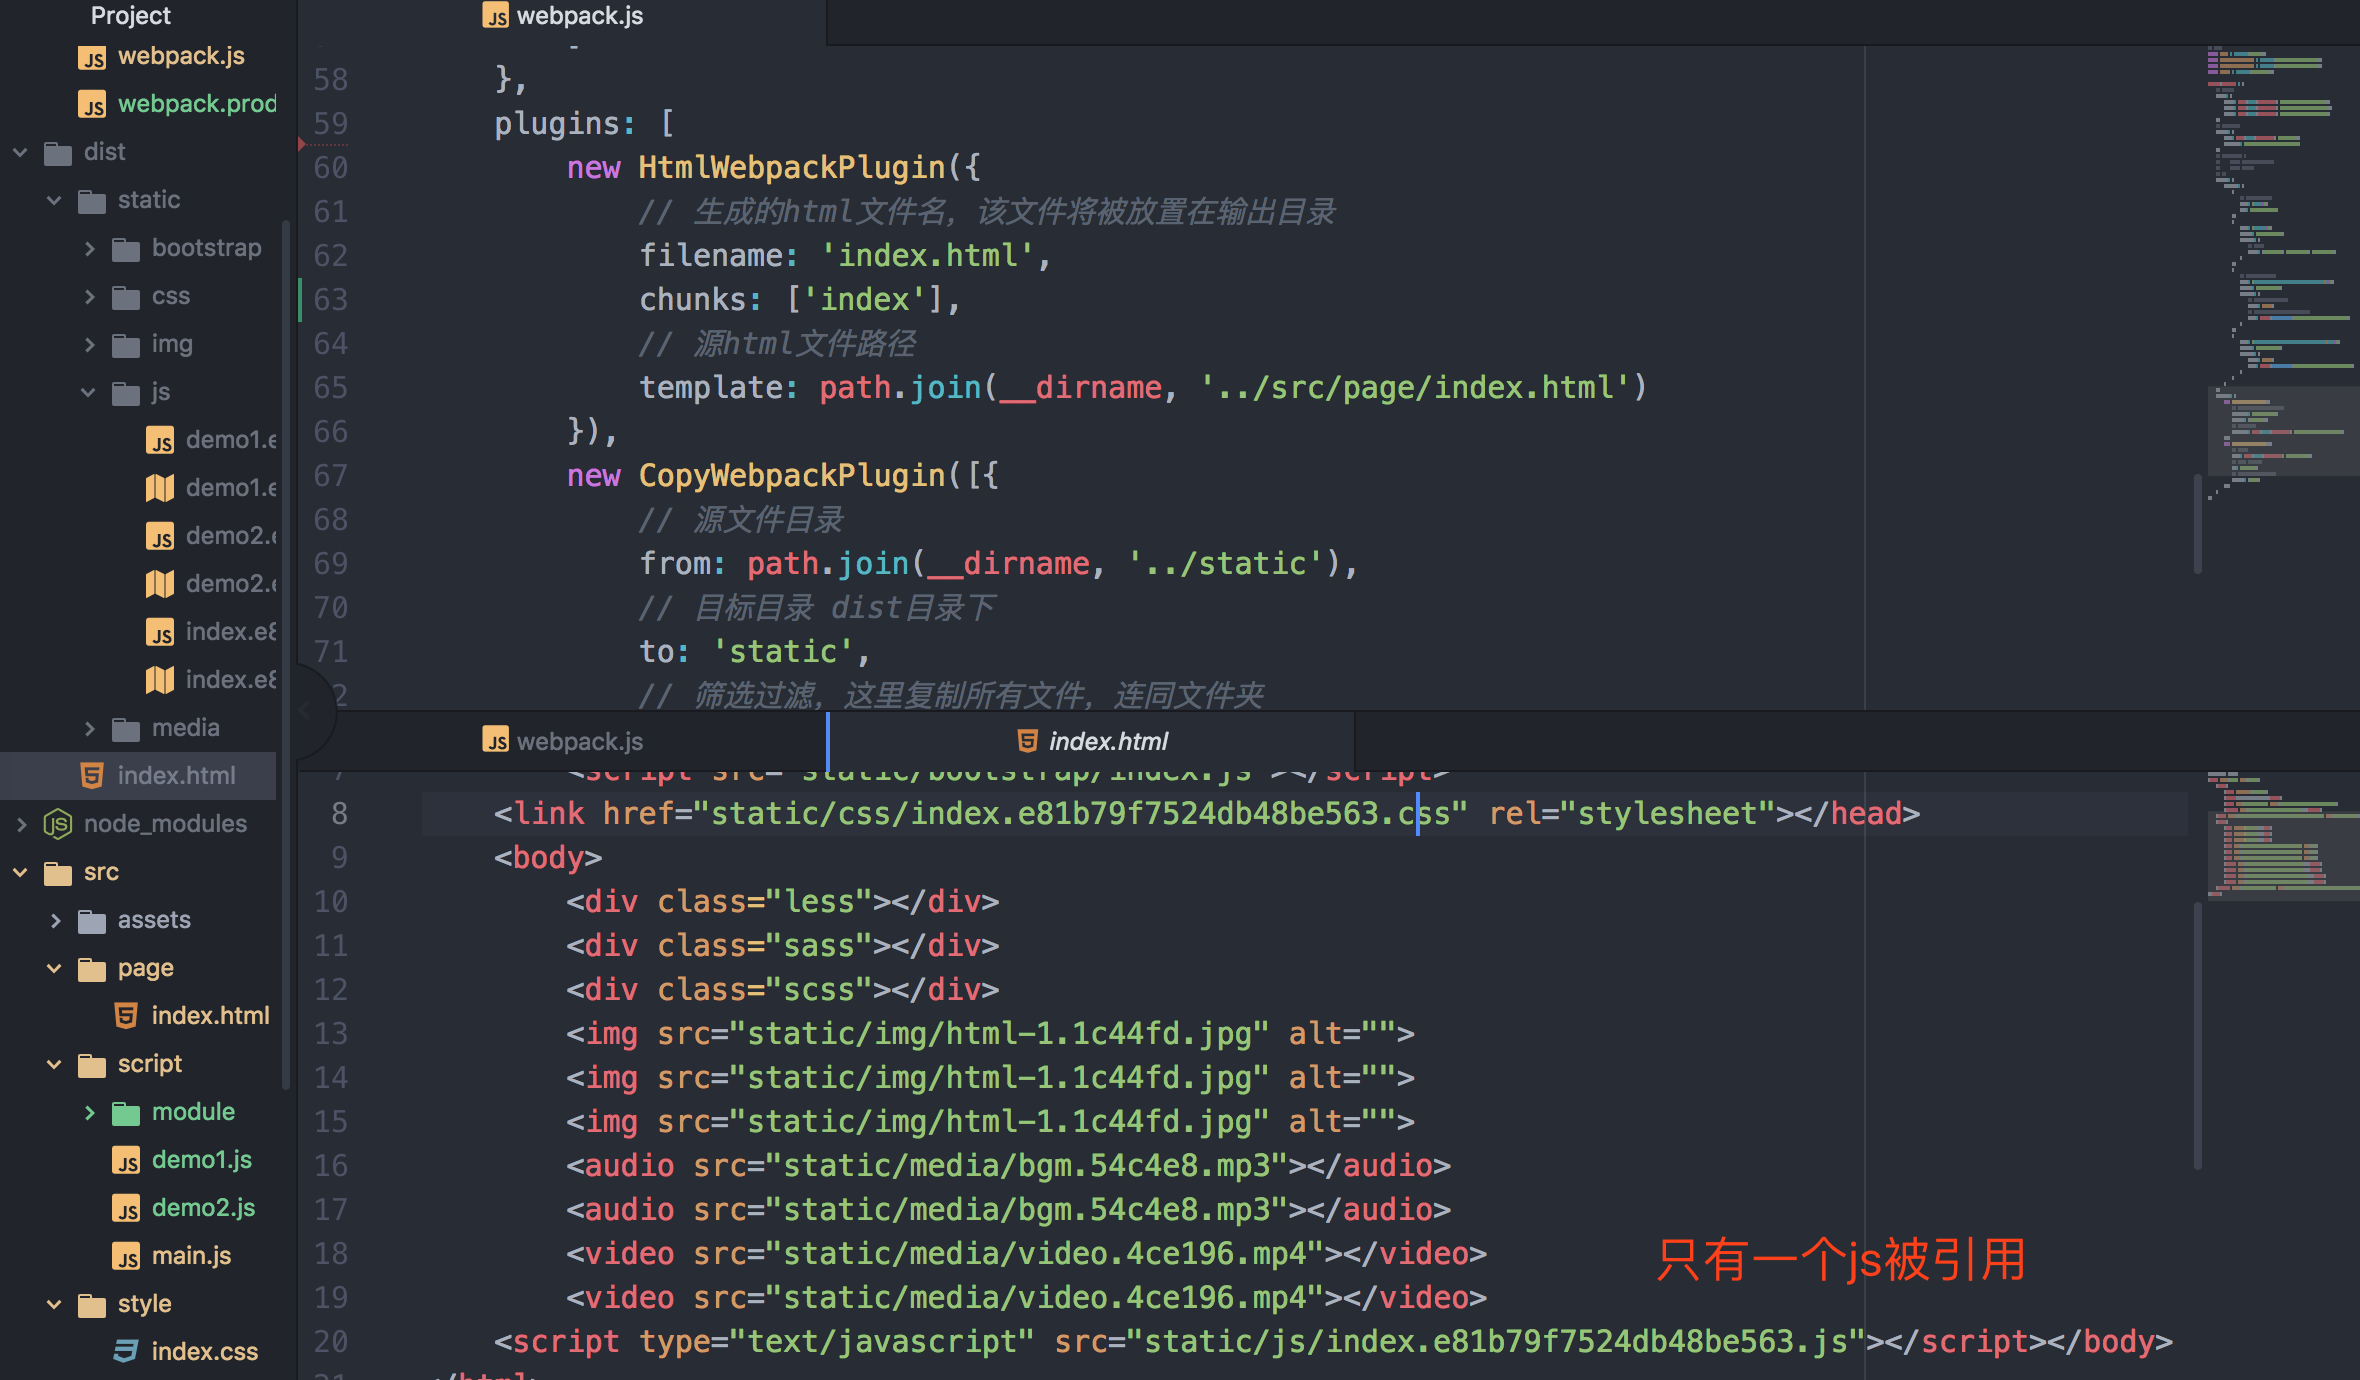 Project
webpack.js
webpack.prod
dist
static
bootstrap
css
img
js
demo1.e
demo1.e
demo2.e
demo2.e
index.e8
index.e8
media
index.html
node_modules
src
assets
page
index.html
script
module
demo1.js
demo2.js
main.js
style
index.css
webpack.js
58 },
59 plugins: [
60 new HtmlWebpackPlugin({
61 // 生成的html文件名，该文件将被放置在输出目录
62 filename: 'index.html',
63 chunks: ['index'],
64 // 源html文件路径
65 template: path.join(__dirname, '../src/page/index.html')
66 }),
67 new CopyWebpackPlugin([{
68 // 源文件目录
69 from: path.join(__dirname, '../static'),
70 // 目标目录 dist目录下
71 to: 'static',
2 // 筛选过滤，这里复制所有文件，连同文件夹
webpack.js
index.html
7 <script src="static/bootstrap/index.js"></script>
8 <link href="static/css/index.e81b79f7524db48be563.css" rel="stylesheet"></head>
9 <body>
10 <div class="less"></div>
11 <div class="sass"></div>
12 <div class="scss"></div>
13 <img src="static/img/html-1.1c44fd.jpg" alt="">
14 <img src="static/img/html-1.1c44fd.jpg" alt="">
15 <img src="static/img/html-1.1c44fd.jpg" alt="">
16 <audio src="static/media/bgm.54c4e8.mp3"></audio>
17 <audio src="static/media/bgm.54c4e8.mp3"></audio>
18 <video src="static/media/video.4ce196.mp4"></video>
只有一个js被引用
19 <video src="static/media/video.4ce196.mp4"></video>
20 <script type="text/javascript" src="static/js/index.e81b79f7524db48be563.js"></script></body>
21 </html>